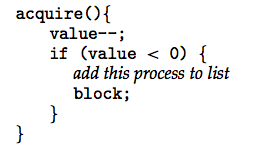 acquire(){
value--;
if (value < 0) {
add this process to list
block;
}
}